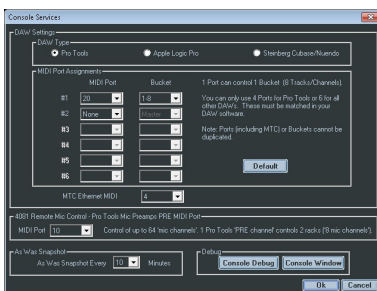 Console Services
DAW Settings
DAW Type
Pro Tools Apple Logic Pro Steinberg Cubase/Nuendo
MIDI Port Assignments
MIDI Port Bucket
1 Port can control 1 Bucket (8 Tracks/Channels).
#1 20 1-8
You can only use 4 Ports for Pro Tools or 6 for all
other DAWs. These must be matched in your
DAW software.
#2 None Master
#3
Note: Ports (including MTC) or Buckets cannot be
duplicated.
#4
#5
Default
#6
MTC Ethernet MIDI 4
4081 Remote Mic Control - Pro Tools Mic Preamps PRE MIDI Port
MIDI Port 10 Control of up to 64 'mic channels'. 1 Pro Tools 'PRE channel' controls 2 racks ('8 mic channels').
As Was Snapshot
As Was Snapshot Every 10 Minutes
Debug
Console Debug Console Window
Ok Cancel